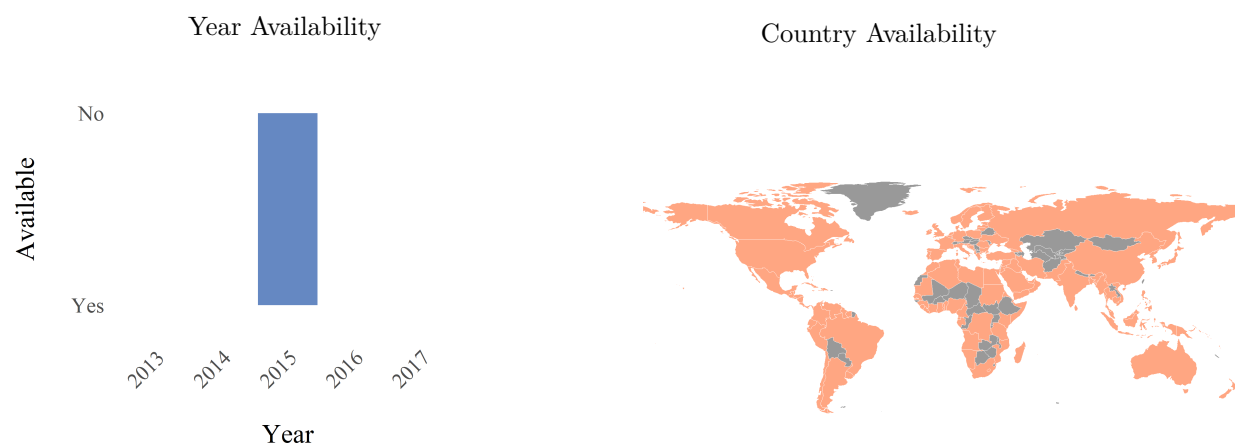 Year Availability
No
Available
Yes
2013
2014
2015
2016
2017
Year
Country Availability